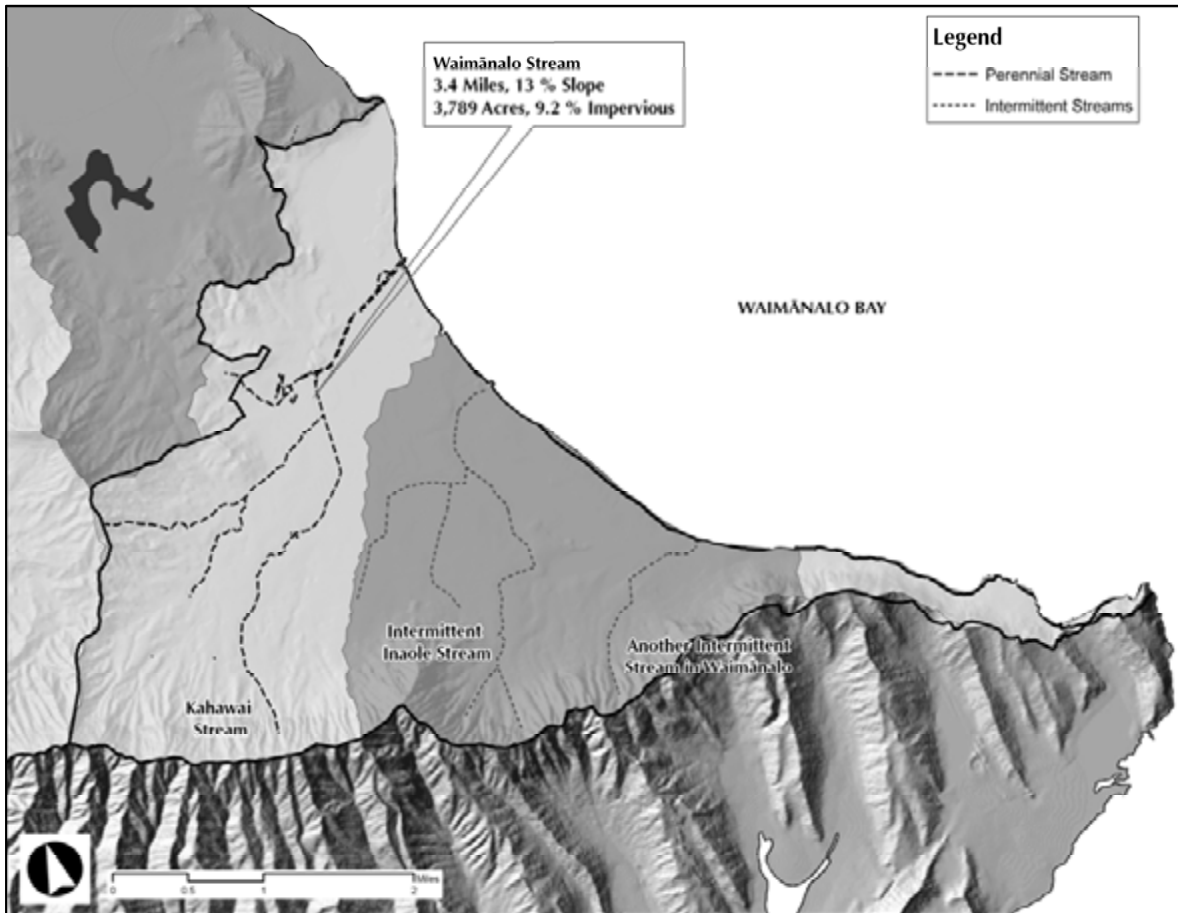 Waimānalo Stream
3.4 Miles, 13 % Slope
3,789 Acres, 9.2 % Impervious
Legend
Perennial Stream
Intermittent Streams
WAIMĀNALO BAY
Intermittent
Inaole Stream
Another Intermittent
Stream in Waimānalo
Kahawai
Stream
0 0.5 1 2
Miles